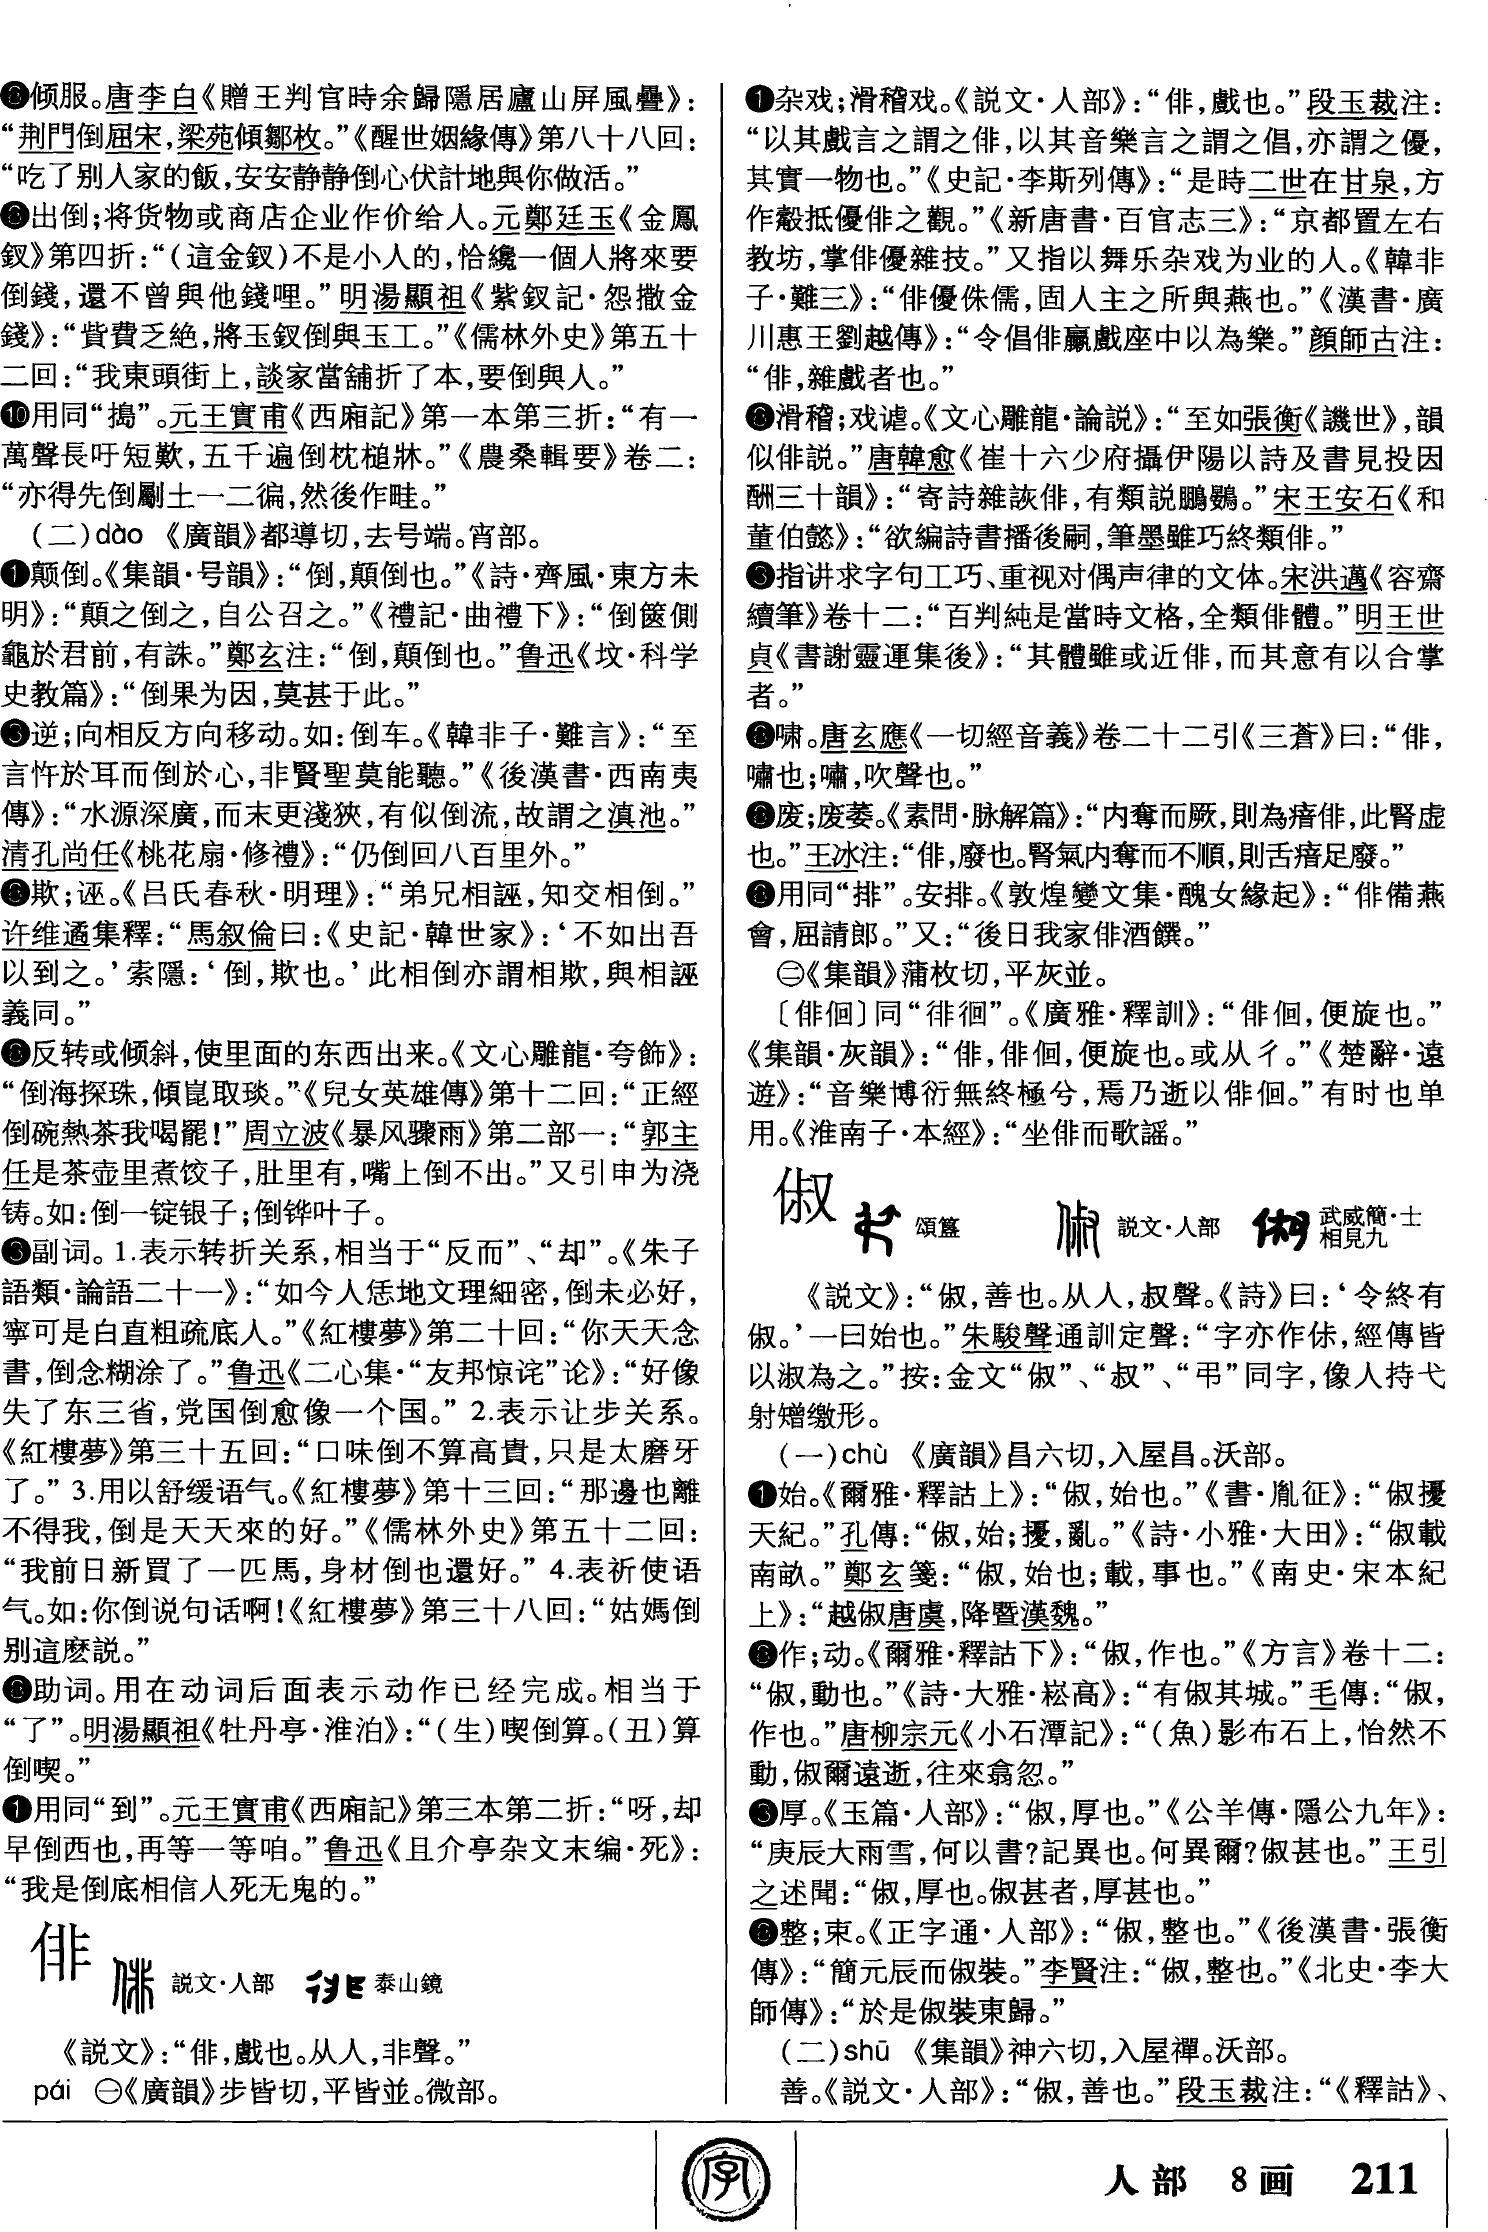 ❽倾服。唐李白《贈王判官時余歸隱居廬山屏風疊》：
“荆門倒屈宋，梁苑傾鄒枚。”《醒世姻緣傳》第八十八回：
“吃了别人家的飯，安安静静倒心伏計地與你做活。”
❾出倒；将货物或商店企业作价给人。元鄭廷玉《金鳳
釵》第四折：“（這金釵）不是小人的，恰纔一個人將來要
倒錢，還不曾與他錢哩。”明湯顯祖《紫釵記·怨撒金
錢》：“貲費乏絶，將玉釵倒與玉工。”《儒林外史》第五十
二回：“我東頭街上，談家當舖折了本，要倒與人。”
❿用同“搗”。元王實甫《西廂記》第一本第三折：“有一
萬聲長吁短歎，五千遍倒枕槌牀。”《農桑輯要》卷二：
“亦得先倒劚土一二徧，然後作畦。”
（二）dào 《廣韻》都導切，去号端。宵部。
❶颠倒。《集韻·号韻》：“倒，顛倒也。”《詩·齊風·東方未
明》：“顛之倒之，自公召之。”《禮記·曲禮下》：“倒筴側
龜於君前，有誅。”鄭玄注：“倒，顛倒也。”鲁迅《坟·科学
史教篇》：“倒果为因，莫甚于此。”
❷逆；向相反方向移动。如：倒车。《韓非子·難言》：“至
言忤於耳而倒於心，非賢聖莫能聽。”《後漢書·西南夷
傳》：“水源深廣，而末更淺狹，有似倒流，故謂之滇池。”
清孔尚任《桃花扇·修禮》：“仍倒回八百里外。”
❸欺；诬。《吕氏春秋·明理》：“弟兄相誣，知交相倒。”
许维遹集釋：“馬叙倫曰：《史記·韓世家》：‘不如出吾
以到之。’索隱：‘倒，欺也。’此相倒亦謂相欺，與相誣
義同。”
❹反转或倾斜，使里面的东西出来。《文心雕龍·夸飾》：
“倒海探珠，傾崑取琰。”《兒女英雄傳》第十二回：“正經
倒碗熱茶我喝罷！”周立波《暴风骤雨》第二部一：“郭主
任是茶壶里煮饺子，肚里有，嘴上倒不出。”又引申为浇
铸。如：倒一锭银子；倒铧叶子。
❺副词。1.表示转折关系，相当于“反而”、“却”。《朱子
語類·論語二十一》：“如今人恁地文理細密，倒未必好，
寧可是白直粗疏底人。”《紅樓夢》第二十回：“你天天念
書，倒念糊涂了。”鲁迅《二心集·“友邦惊诧”论》：“好像
失了东三省，党国倒愈像一个国。”2.表示让步关系。
《紅樓夢》第三十五回：“口味倒不算高貴，只是太磨牙
了。”3.用以舒缓语气。《紅樓夢》第十三回：“那邊也離
不得我，倒是天天來的好。”《儒林外史》第五十二回：
“我前日新買了一匹馬，身材倒也還好。”4.表祈使语
气。如：你倒说句话啊！《紅樓夢》第三十八回：“姑媽倒
别這麽説。”
❻助词。用在动词后面表示动作已经完成。相当于
“了”。明湯顯祖《牡丹亭·淮泊》：“（生）喫倒算。（丑）算
倒喫。”
❼用同“到”。元王實甫《西廂記》第三本第二折：“呀，却
早倒西也，再等一等咱。”鲁迅《且介亭杂文末编·死》：
“我是倒底相信人死无鬼的。”
俳 説文·人部 泰山鏡
《説文》：“俳，戲也。从人，非聲。”
pái ㊀《廣韻》步皆切，平皆並。微部。
❶杂戏；滑稽戏。《説文·人部》：“俳，戲也。”段玉裁注：
“以其戲言之謂之俳，以其音樂言之謂之倡，亦謂之優，
其實一物也。”《史記·李斯列傳》：“是時二世在甘泉，方
作觳抵優俳之觀。”《新唐書·百官志三》：“京都置左右
教坊，掌俳優雜技。”又指以舞乐杂戏为业的人。《韓非
子·難三》：“俳優侏儒，固人主之所與燕也。”《漢書·廣
川惠王劉越傳》：“令倡俳臝戲座中以為樂。”顔師古注：
“俳，雜戲者也。”
❷滑稽；戏谑。《文心雕龍·論説》：“至如張衡《譏世》，韻
似俳説。”唐韓愈《崔十六少府攝伊陽以詩及書見投因
酬三十韻》：“寄詩雜詼俳，有類説鵬鷃。”宋王安石《和
董伯懿》：“欲編詩書播後嗣，筆墨雖巧終類俳。”
❸指讲求字句工巧、重视对偶声律的文体。宋洪邁《容齋
續筆》卷十二：“百判純是當時文格，全類俳體。”明王世
貞《書謝靈運集後》：“其體雖或近俳，而其意有以合掌
者。”
❹啸。唐玄應《一切經音義》卷二十二引《三蒼》曰：“俳，
嘯也；嘯，吹聲也。”
❺废；废萎。《素問·脉解篇》：“内奪而厥，則為瘖俳，此腎虚
也。”王冰注：“俳，廢也。腎氣内奪而不順，則舌瘖足廢。”
❻用同“排”。安排。《敦煌變文集·醜女緣起》：“俳備燕
會，屈請郎。”又：“後日我家俳酒饌。”
㊁《集韻》蒲枚切，平灰並。
〔俳佪〕同“徘徊”。《廣雅·釋訓》：“俳佪，便旋也。”
《集韻·灰韻》：“俳，俳佪，便旋也。或从彳。”《楚辭·遠
遊》：“音樂博衍無終極兮，焉乃逝以俳佪。”有时也单
用。《淮南子·本經》：“坐俳而歌謡。”
俶 頌簋 説文·人部 武威簡·士
相見九
《説文》：“俶，善也。从人，叔聲。《詩》曰：‘令終有
俶。’一曰始也。”朱駿聲通訓定聲：“字亦作㑐，經傳皆
以淑為之。”按：金文“俶”、“叔”、“弔”同字，像人持弋
射矰缴形。
（一）chù 《廣韻》昌六切，入屋昌。沃部。
❶始。《爾雅·釋詁上》：“俶，始也。”《書·胤征》：“俶擾
天紀。”孔傳：“俶，始；擾，亂。”《詩·小雅·大田》：“俶載
南畝。”鄭玄箋：“俶，始也；載，事也。”《南史·宋本紀
上》：“越俶唐虞，降暨漢魏。”
❷作；动。《爾雅·釋詁下》：“俶，作也。”《方言》卷十二：
“俶，動也。”《詩·大雅·崧高》：“有俶其城。”毛傳：“俶，
作也。”唐柳宗元《小石潭記》：“（魚）影布石上，怡然不
動，俶爾遠逝，往來翕忽。”
❸厚。《玉篇·人部》：“俶，厚也。”《公羊傳·隱公九年》：
“庚辰大雨雪，何以書？記異也。何異爾？俶甚也。”王引
之述聞：“俶，厚也。俶甚者，厚甚也。”
❹整；束。《正字通·人部》：“俶，整也。”《後漢書·張衡
傳》：“簡元辰而俶裝。”李賢注：“俶，整也。”《北史·李大
師傳》：“於是俶裝東歸。”
（二）shū 《集韻》神六切，入屋禪。沃部。
善。《説文·人部》：“俶，善也。”段玉裁注：“《釋詁》、
字
人部 8画 211